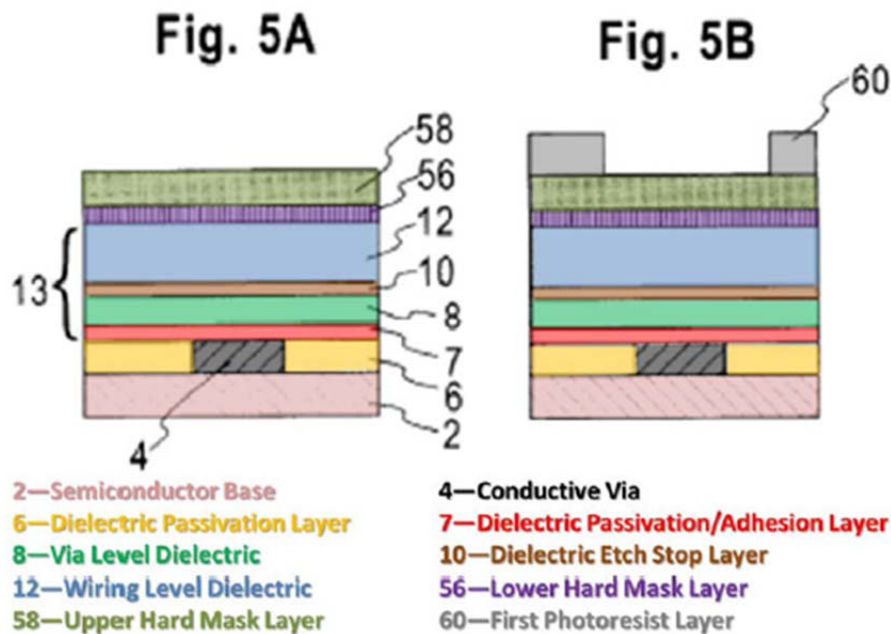 Fig. 5A
Fig. 5B
60
58
56
12
10
13
8
7
6
2
4
2—Semiconductor Base
4—Conductive Via
6—Dielectric Passivation Layer
7—Dielectric Passivation/Adhesion Layer
8—Via Level Dielectric
10—Dielectric Etch Stop Layer
12—Wiring Level Dielectric
56—Lower Hard Mask Layer
58—Upper Hard Mask Layer
60—First Photoresist Layer